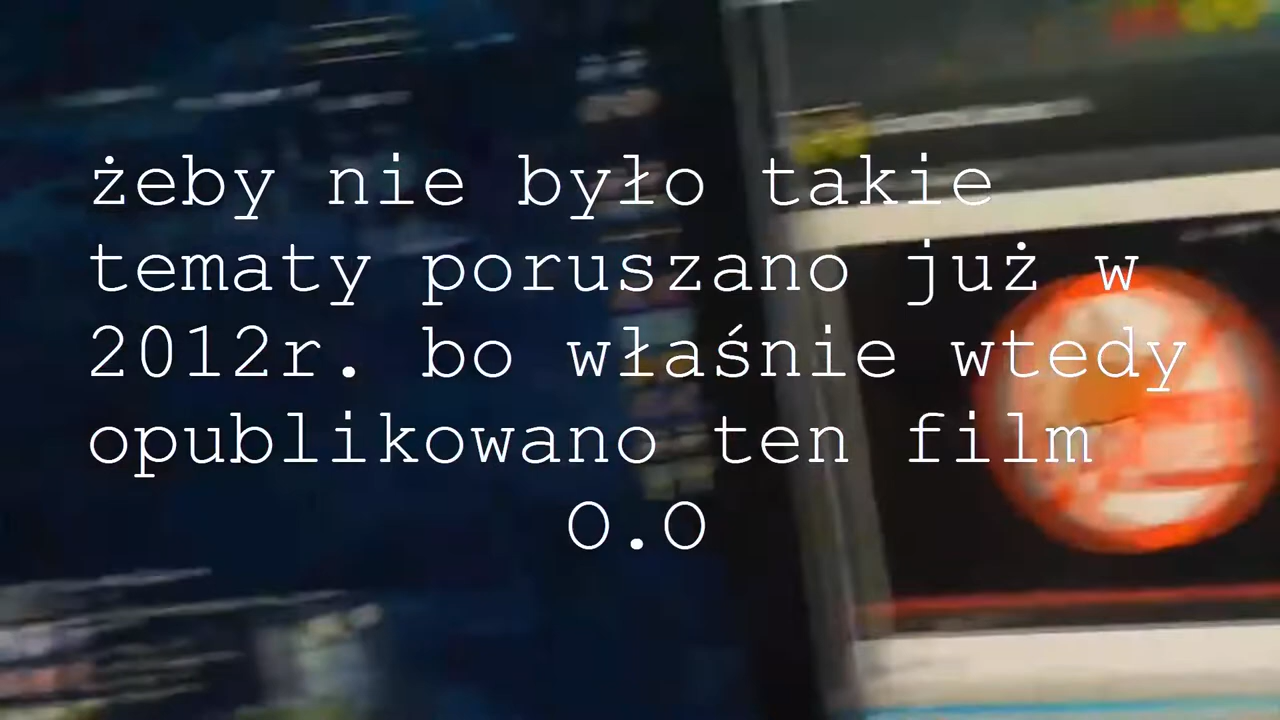 żeby nie było takie
tematy poruszano już w
2012r. bo właśnie wtedy
opublikowano ten film
O.O